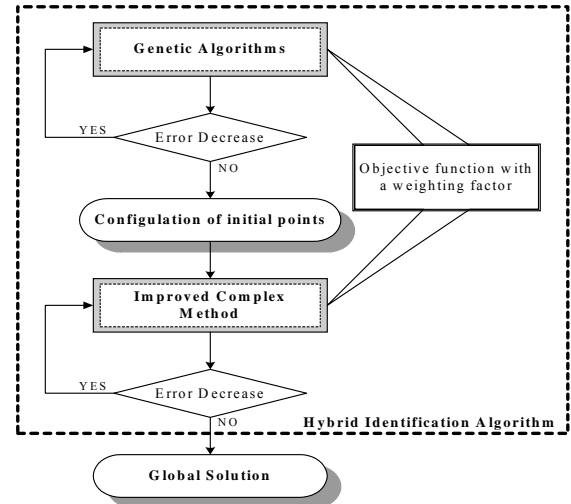 Genetic Algorithms
Error Decrease
YES
NO
Objective function with
a weighting factor
Configulation of initial points
Improved Complex
Method
Error Decrease
YES
NO
Hybrid Identification Algorithm
Global Solution